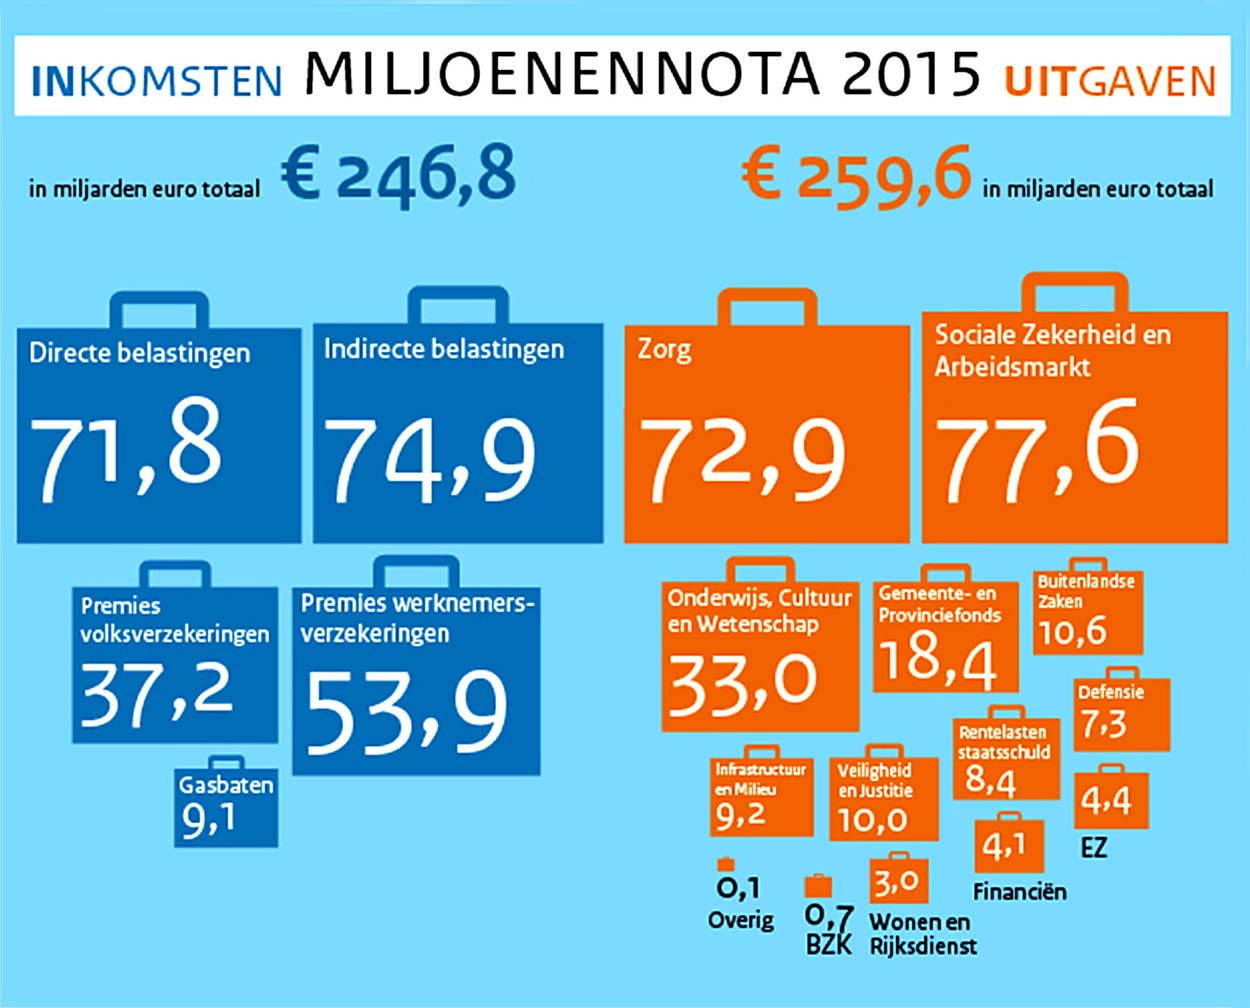 INKOMSTEN MILJOENENNOTA 2015 UITGAVEN
in miljarden euro totaal € 246,8
€ 259,6 in miljarden euro totaal
Directe belastingen
71,8
Indirecte belastingen
74,9
Zorg
72,9
Sociale Zekerheid en
Arbeidsmarkt
77,6
Premies
volksverzekeringen
37,2
Premies werknemers-
verzekeringen
53,9
Gasbaten
9,1
Onderwijs, Cultuur
en Wetenschap
33,0
Gemeente- en
Provinciefonds
18,4
Buitenlandse
Zaken
10,6
Defensie
7,3
Rentelasten
staatsschuld
8,4
Infrastructuur
en Milieu
9,2
Veiligheid
en Justitie
10,0
4,4
EZ
4,1
Financiën
0,1
Overig
0,7
BZK
3,0
Wonen en
Rijksdienst